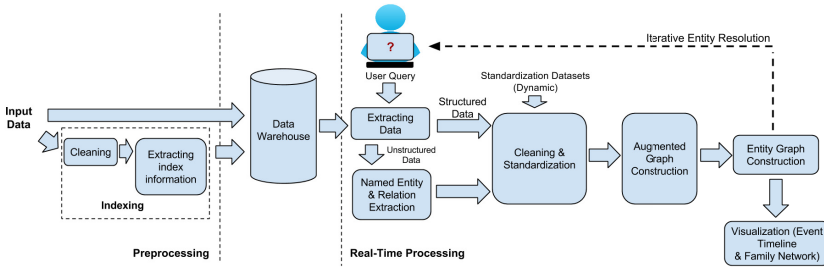 ?
Iterative Entity Resolution
User Query
Standardization Datasets
(Dynamic)
Input
Data
Data
Warehouse
Extracting
Data
Structured
Data
Cleaning
Extracting
index
information
Indexing
Unstructured
Data
Named Entity
& Relation
Extraction
Cleaning &
Standardization
Augmented
Graph
Construction
Entity Graph
Construction
Visualization (Event
Timeline
& Family Network)
Preprocessing
Real-Time Processing